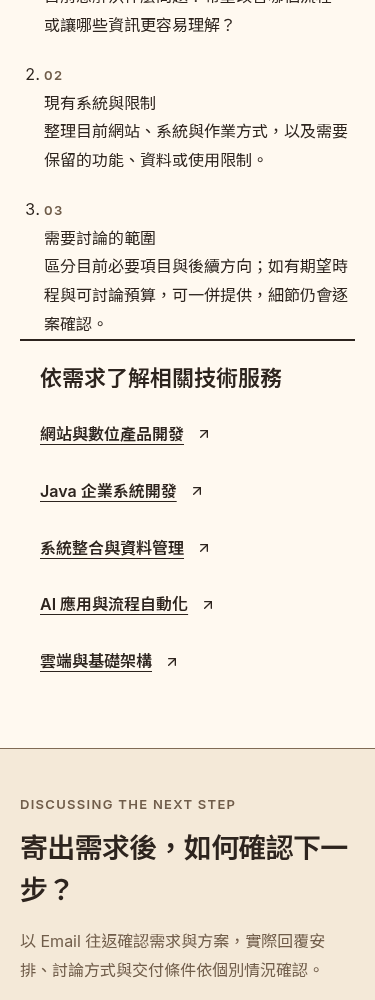 或讓哪些資訊更容易理解？
2. 02
現有系統與限制
整理目前網站、系統與作業方式，以及需要
保留的功能、資料或使用限制。
3. 03
需要討論的範圍
區分目前必要項目與後續方向；如有期望時
程與可討論預算，可一併提供，細節仍會逐
案確認。
依需求了解相關技術服務
網站與數位產品開發
Java 企業系統開發
系統整合與資料管理
AI 應用與流程自動化
雲端與基礎架構
DISCUSSING THE NEXT STEP
寄出需求後，如何確認下一
步？
以 Email 往返確認需求與方案，實際回覆安
排、討論方式與交付條件依個別情況確認。